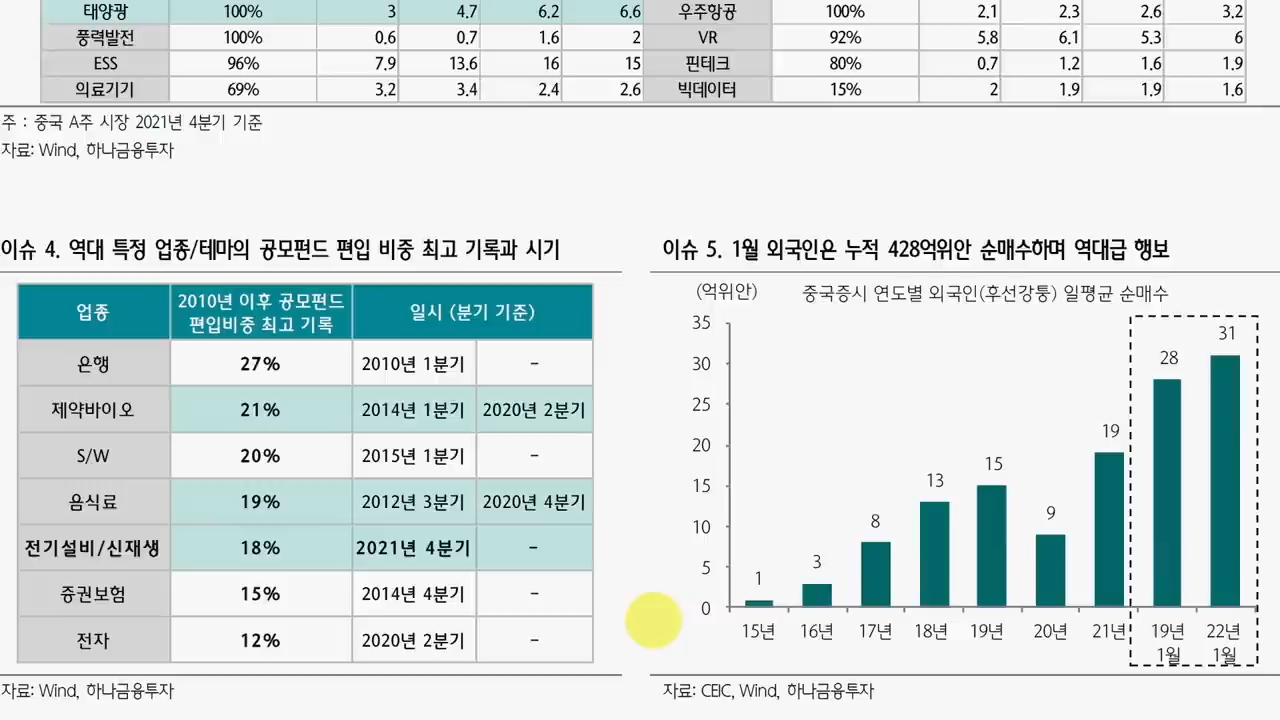 태양광 100% 3 4.7 6.2 6.6 우주항공 100% 2.1 2.3 2.6 3.2
풍력발전 100% 0.6 0.7 1.6 2 VR 92% 5.8 6.1 5.3 6
ESS 96% 7.9 13.6 16 15 핀테크 80% 0.7 1.2 1.6 1.9
의료기기 69% 3.2 3.4 2.4 2.6 빅데이터 15% 2 1.9 1.9 1.6
주 : 중국 A주 시장 2021년 4분기 기준
자료: Wind, 하나금융투자
이슈 4. 역대 특정 업종/테마의 공모펀드 편입 비중 최고 기록과 시기
업종 2010년 이후 공모펀드 편입비중 최고 기록 일시 (분기 기준)
은행 27% 2010년 1분기 -
제약바이오 21% 2014년 1분기 2020년 2분기
S/W 20% 2015년 1분기 -
음식료 19% 2012년 3분기 2020년 4분기
전기설비/신재생 18% 2021년 4분기 -
증권보험 15% 2014년 4분기 -
전자 12% 2020년 2분기 -
자료: Wind, 하나금융투자
이슈 5. 1월 외국인은 누적 428억위안 순매수하며 역대급 행보
(억위안) 중국증시 연도별 외국인(후선강퉁) 일평균 순매수
35
30
25
20
15
10
5
0
1 3 8 13 15 9 19 28 31
15년 16년 17년 18년 19년 20년 21년 19년 22년
1월 1월
자료: CEIC, Wind, 하나금융투자